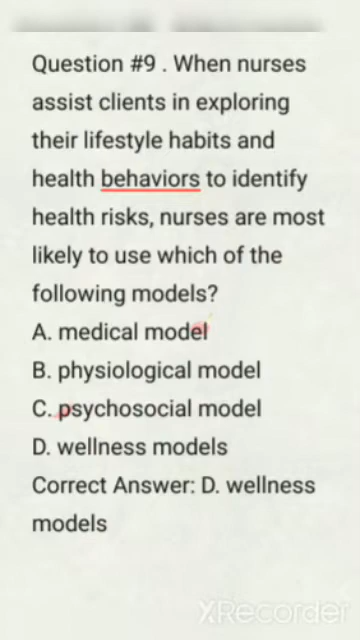 Question #9 . When nurses
assist clients in exploring
their lifestyle habits and
health behaviors to identify
health risks, nurses are most
likely to use which of the
following models?
A. medical model
B. physiological model
C. psychosocial model
D. wellness models
Correct Answer: D. wellness
models
XRecorder